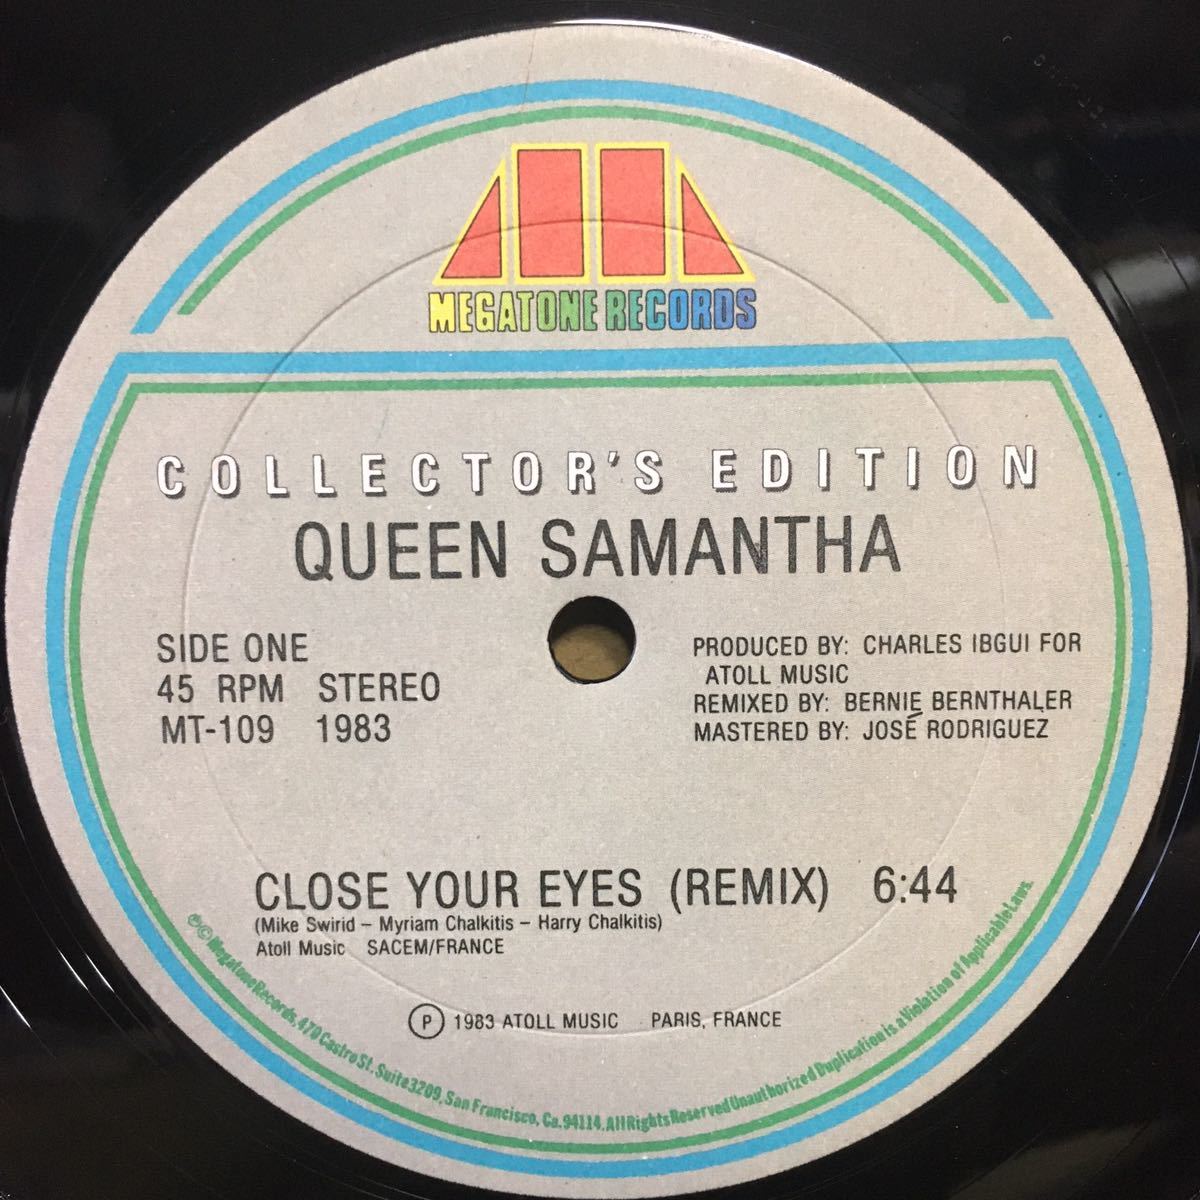 MEGATONE RECORDS
COLLECTOR'S EDITION
QUEEN SAMANTHA
SIDE ONE
45 RPM STEREO
MT-109 1983
PRODUCED BY: CHARLES IBGUI FOR
ATOLL MUSIC
REMIXED BY: BERNIE BERNTHALER
MASTERED BY: JOSÉ RODRIGUEZ
CLOSE YOUR EYES (REMIX) 6:44
(Mike Swirid – Myriam Chalkitis – Harry Chalkitis)
Atoll Music SACEM/FRANCE
Ⓟ 1983 ATOLL MUSIC PARIS, FRANCE
℗© Megatone Records, 470 Castro St. Suite 3209, San Francisco, Ca. 94114. All Rights Reserved Unauthorized Duplication is a Violation of Applicable Laws.